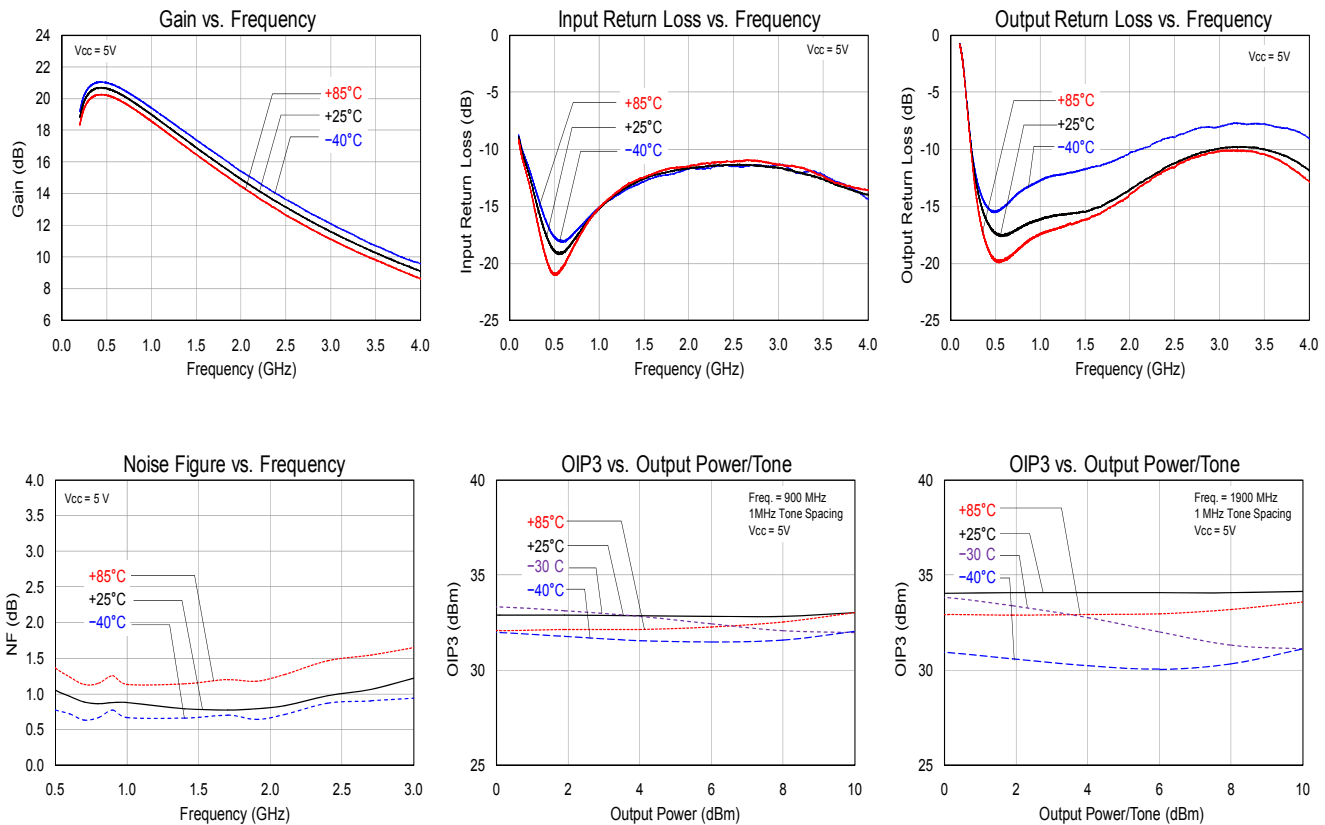 Gain vs. Frequency
Vcc = 5V
+85°C
+25°C
−40°C
Gain (dB)
24
22
20
18
16
14
12
10
8
6
0.0 0.5 1.0 1.5 2.0 2.5 3.0 3.5 4.0
Frequency (GHz)
Input Return Loss vs. Frequency
Vcc = 5V
+85°C
+25°C
−40°C
Input Return Loss (dB)
0
-5
-10
-15
-20
-25
0.0 0.5 1.0 1.5 2.0 2.5 3.0 3.5 4.0
Frequency (GHz)
Output Return Loss vs. Frequency
Vcc = 5V
+85°C
+25°C
−40°C
Output Return Loss (dB)
0
-5
-10
-15
-20
-25
0.0 0.5 1.0 1.5 2.0 2.5 3.0 3.5 4.0
Frequency (GHz)
Noise Figure vs. Frequency
Vcc = 5 V
+85°C
+25°C
−40°C
NF (dB)
4.0
3.5
3.0
2.5
2.0
1.5
1.0
0.5
0.0
0.5 1.0 1.5 2.0 2.5 3.0
Frequency (GHz)
OIP3 vs. Output Power/Tone
Freq. = 900 MHz
1MHz Tone Spacing
Vcc = 5V
+85°C
+25°C
−30 C
−40°C
OIP3 (dBm)
40
35
30
25
0 2 4 6 8 10
Output Power (dBm)
OIP3 vs. Output Power/Tone
Freq. = 1900 MHz
1 MHz Tone Spacing
Vcc = 5V
+85°C
+25°C
−30 C
−40°C
OIP3 (dBm)
40
35
30
25
0 2 4 6 8 10
Output Power/Tone (dBm)